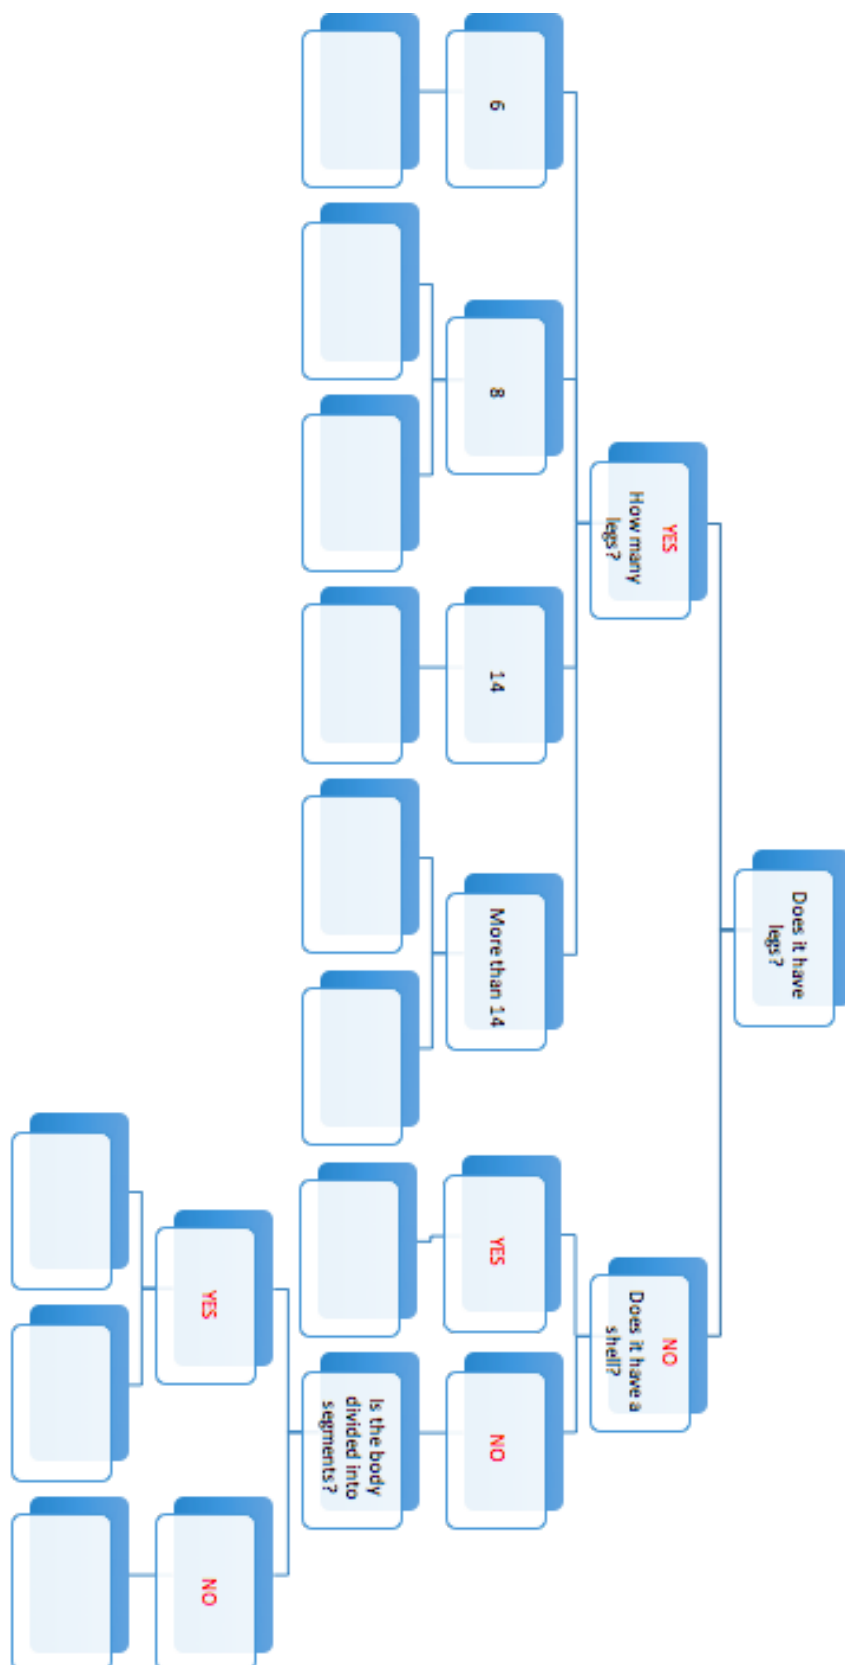 Does it have
legs?
YES
How many
legs?
NO
Does it have a
shell?
6
8
14
More than 14
YES
NO
Is the body
divided into
segments?
YES
NO